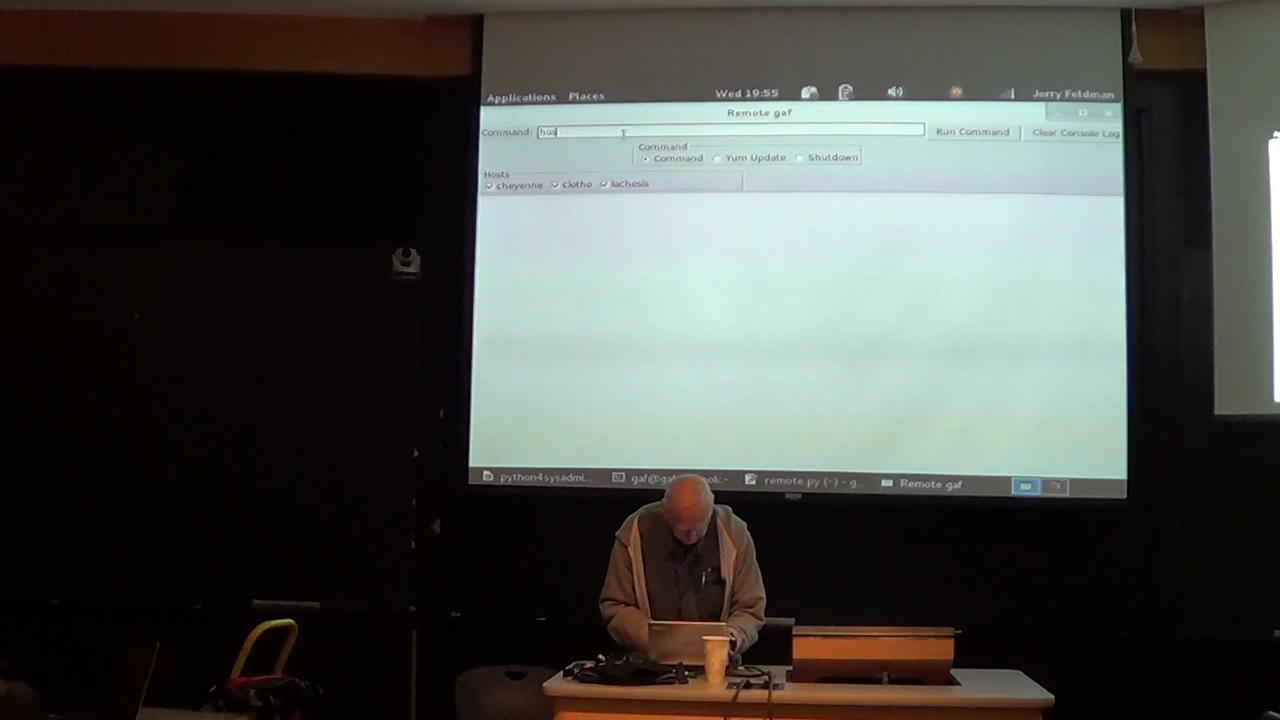 Applications Places Wed 19:55 Jerry Feldman
Remote gaf
Command: hos Run Command Clear Console Log
Command
Command Yum Update Shutdown
Hosts
cheyenne clotho lachesis
python4sysadmi... remote.py (~) - g... Remote gaf